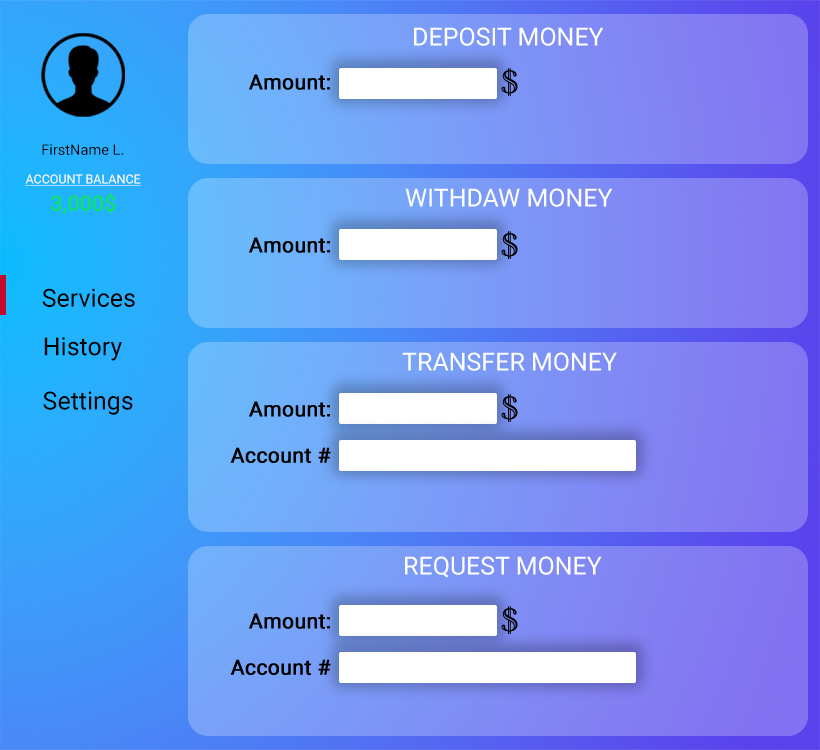 FirstName L.
ACCOUNT BALANCE
3,000$
Services
History
Settings
DEPOSIT MONEY
Amount: $
WITHDAW MONEY
Amount: $
TRANSFER MONEY
Amount: $
Account #
REQUEST MONEY
Amount: $
Account #